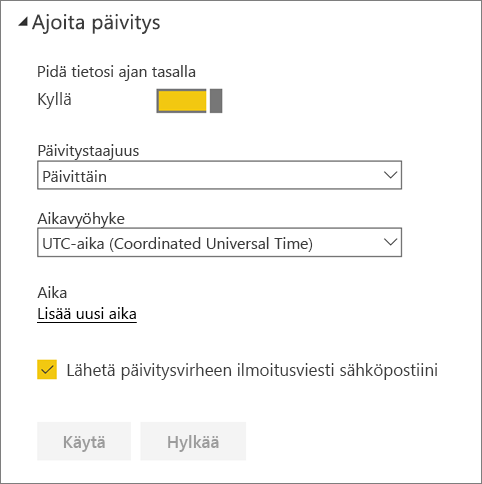 Ajoita päivitys
Pidä tietosi ajan tasalla
Kyllä
Päivitystaajuus
Päivittäin
Aikavyöhyke
UTC-aika (Coordinated Universal Time)
Aika
Lisää uusi aika
Lähetä päivitysvirheen ilmoitusviesti sähköpostiini
Käytä Hylkää